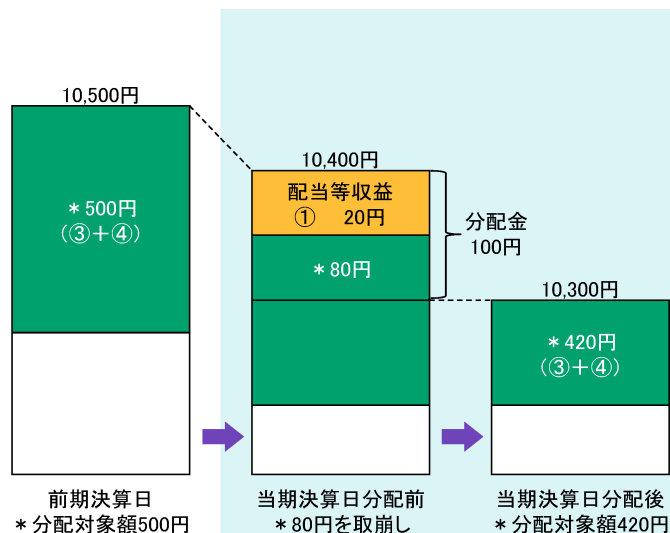 10,500円
＊500円
(③＋④)
10,400円
配当等収益
① 20円
＊80円
分配金
100円
10,300円
＊420円
(③＋④)
前期決算日
＊分配対象額500円
当期決算日分配前
＊80円を取崩し
当期決算日分配後
＊分配対象額420円